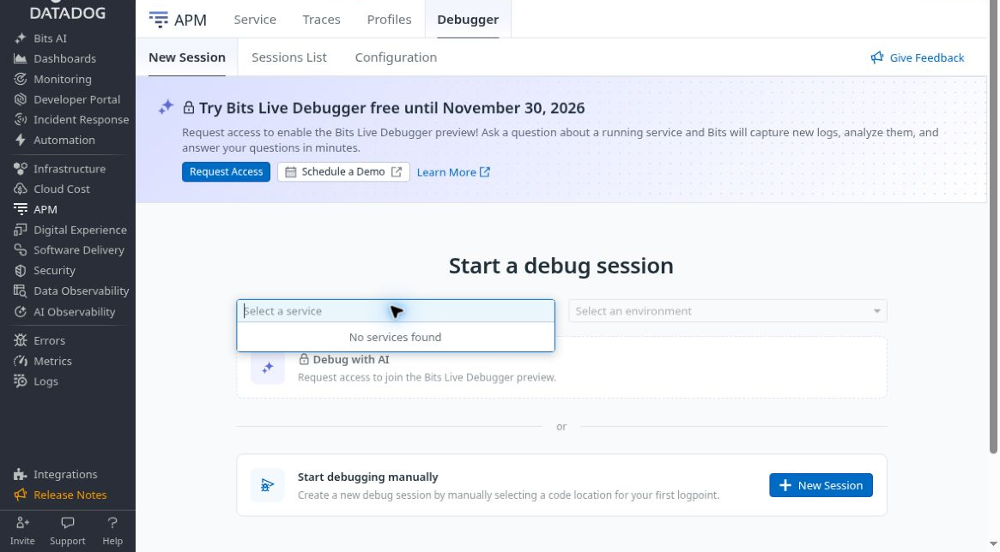 DATADOG
Bits AI
Dashboards
Monitoring
Developer Portal
Incident Response
Automation
Infrastructure
Cloud Cost
APM
Digital Experience
Software Delivery
Security
Data Observability
AI Observability
Errors
Metrics
Logs
Integrations
Release Notes
Invite
Support
Help
APM
Service
Traces
Profiles
Debugger
New Session
Sessions List
Configuration
Give Feedback
Try Bits Live Debugger free until November 30, 2026
Request access to enable the Bits Live Debugger preview! Ask a question about a running service and Bits will capture new logs, analyze them, and
answer your questions in minutes.
Request Access
Schedule a Demo
Learn More
Start a debug session
Select a service
Select an environment
No services found
Debug with AI
Request access to join the Bits Live Debugger preview.
or
Start debugging manually
Create a new debug session by manually selecting a code location for your first logpoint.
New Session